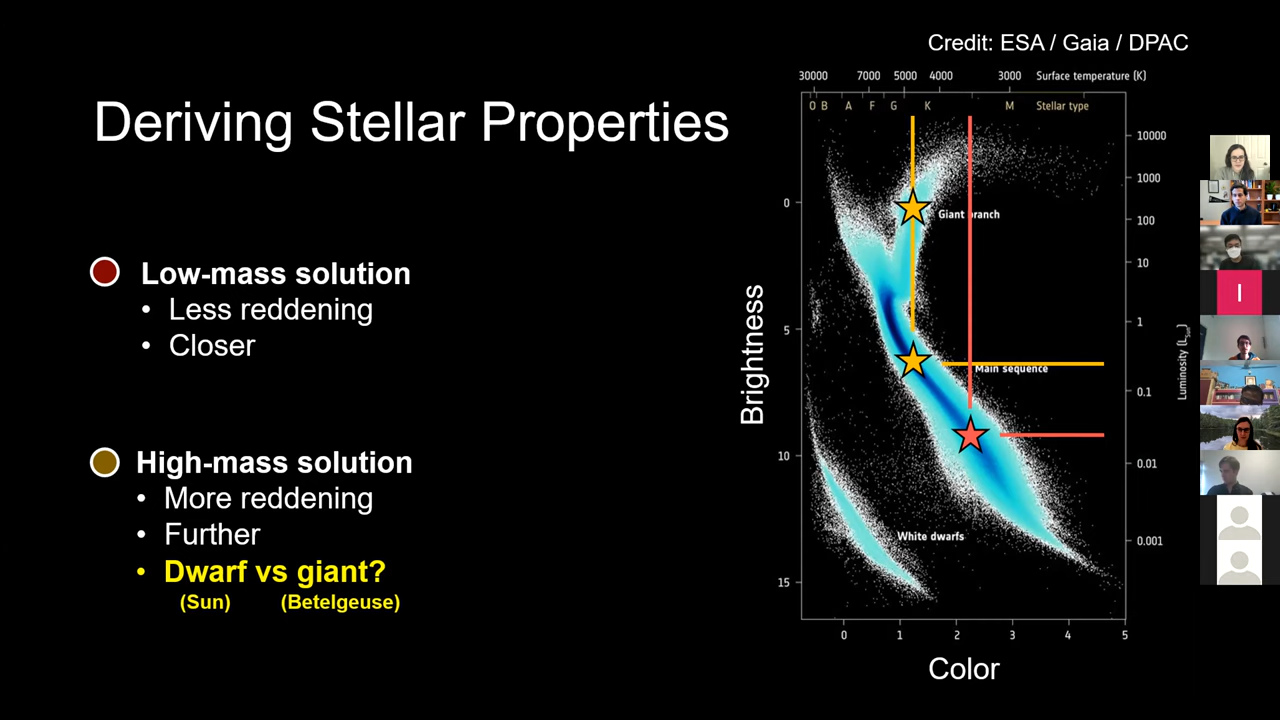 Credit: ESA / Gaia / DPAC
Deriving Stellar Properties
Low-mass solution
• Less reddening
• Closer
High-mass solution
• More reddening
• Further
• Dwarf vs giant?
(Sun) (Betelgeuse)
30000 7000 5000 4000 3000 Surface temperature (K)
O B A F G K M Stellar type
10000
1000
0
Giant branch
100
10
Brightness
5
1
Main sequence
0.1
Luminosity (Lsun)
10
0.01
White dwarfs
0.001
15
0 1 2 3 4 5
Color
I